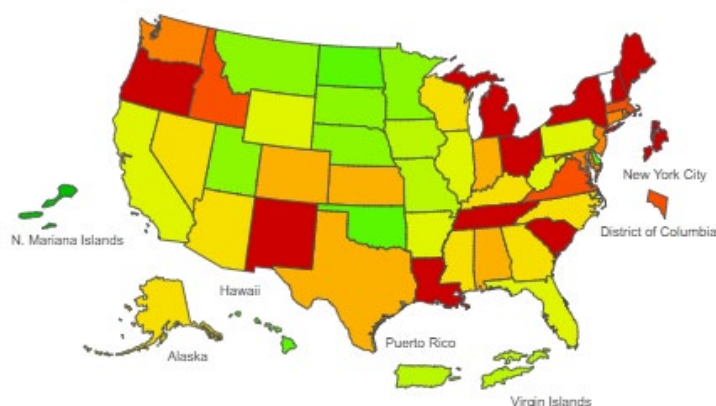 New York City
District of Columbia
N. Mariana Islands
Hawaii
Alaska
Puerto Rico
Virgin Islands